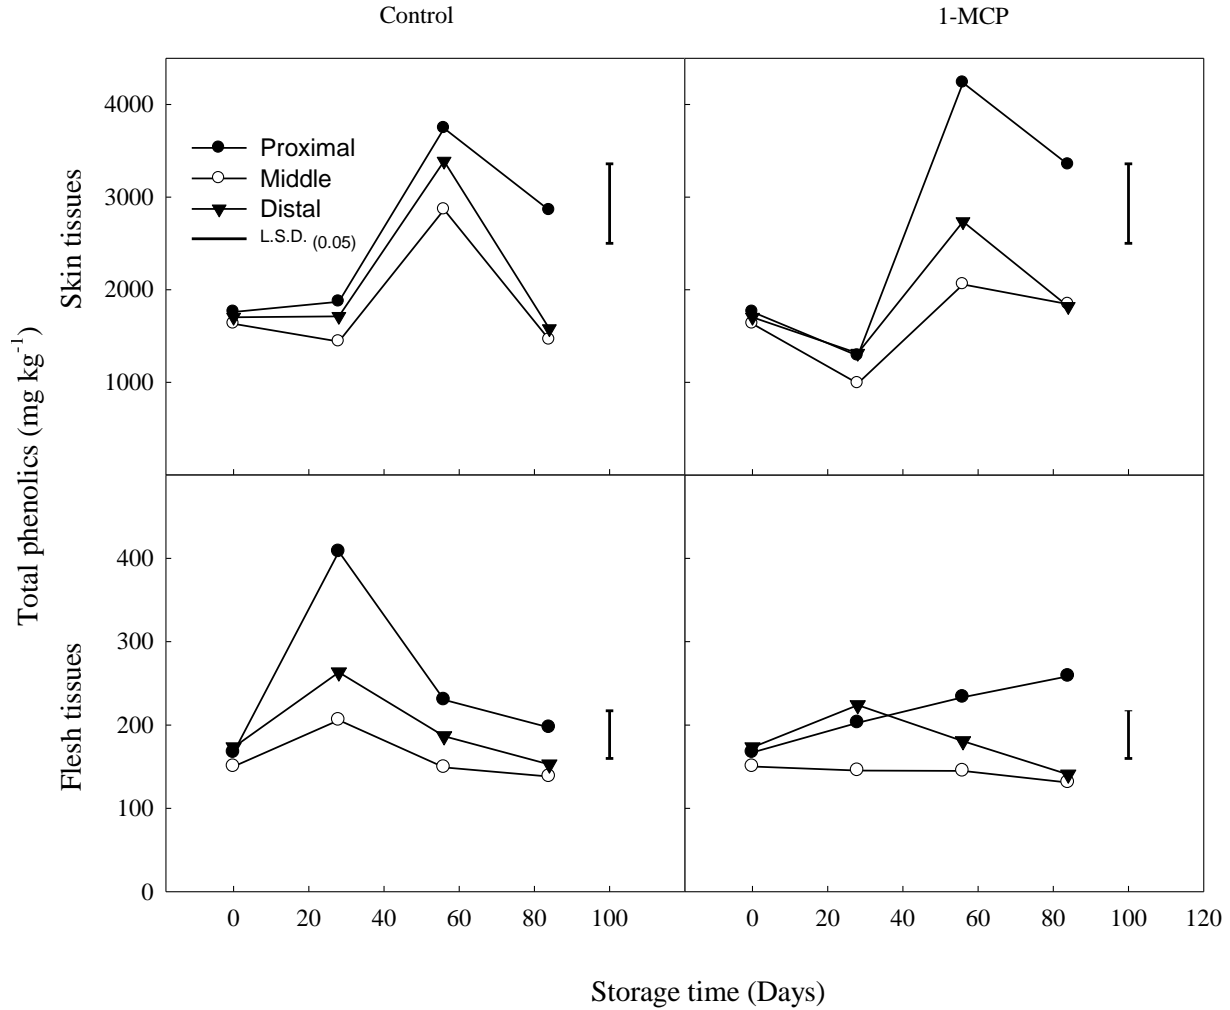 Control
1-MCP
4000
3000
2000
1000
Proximal
Middle
Distal
L.S.D. (0.05)
Skin tissues
Total phenolics (mg kg-1)
400
300
200
100
0
Flesh tissues
0 20 40 60 80 100
0 20 40 60 80 100 120
Storage time (Days)